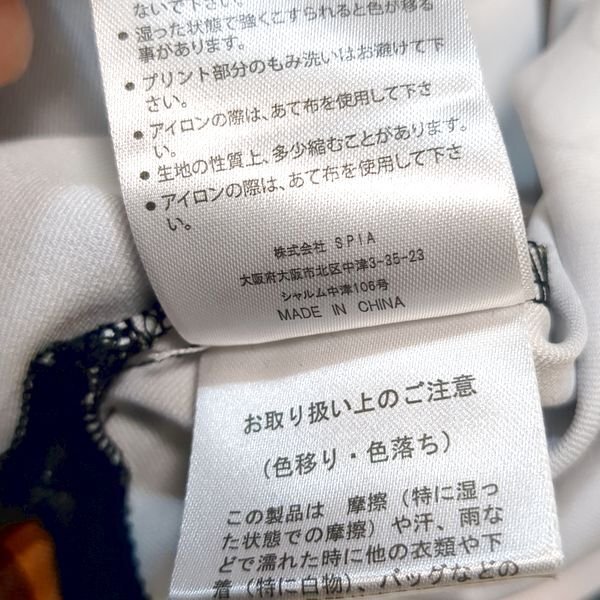 ないで下さい。
●湿った状態で強くこすられると色が移る
事があります。
●プリント部分のもみ洗いはお避けて下
さい。
●アイロンの際は、あて布を使用して下さ
い。
●生地の性質上、多少縮むことがあります。
●アイロンの際は、あて布を使用して下さ
い。
株式会社 SPIA
大阪府大阪市北区中津3-35-23
シャルム中津106号
MADE IN CHINA
お取り扱い上のご注意
(色移り・色落ち)
この製品は 摩擦(特に湿っ
た状態での摩擦)や汗、雨な
どで濡れた時に他の衣類や下
着(特に白物)、バッグなどの